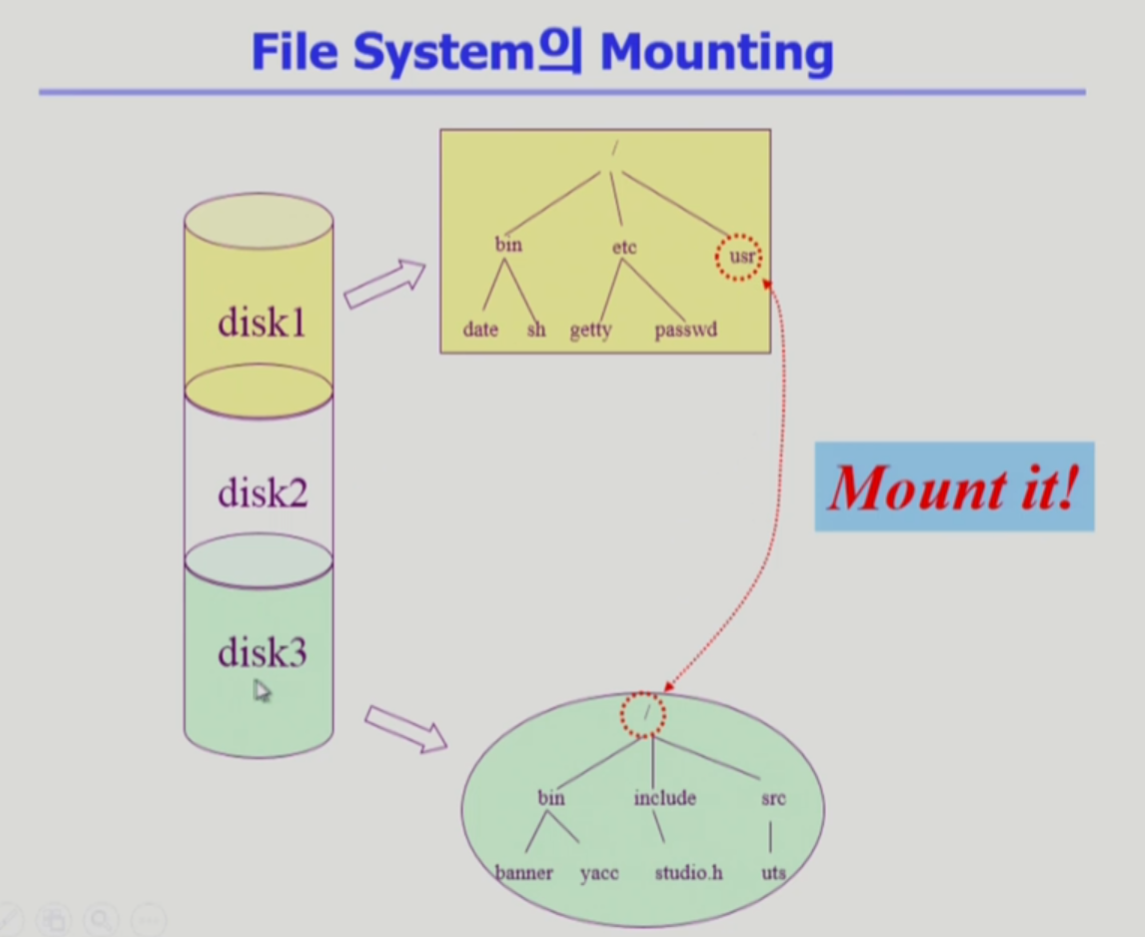 File System의 Mounting
/
bin etc usr
date sh getty passwd
disk1
disk2
disk3
Mount it!
/
bin include src
banner yacc studio.h uts